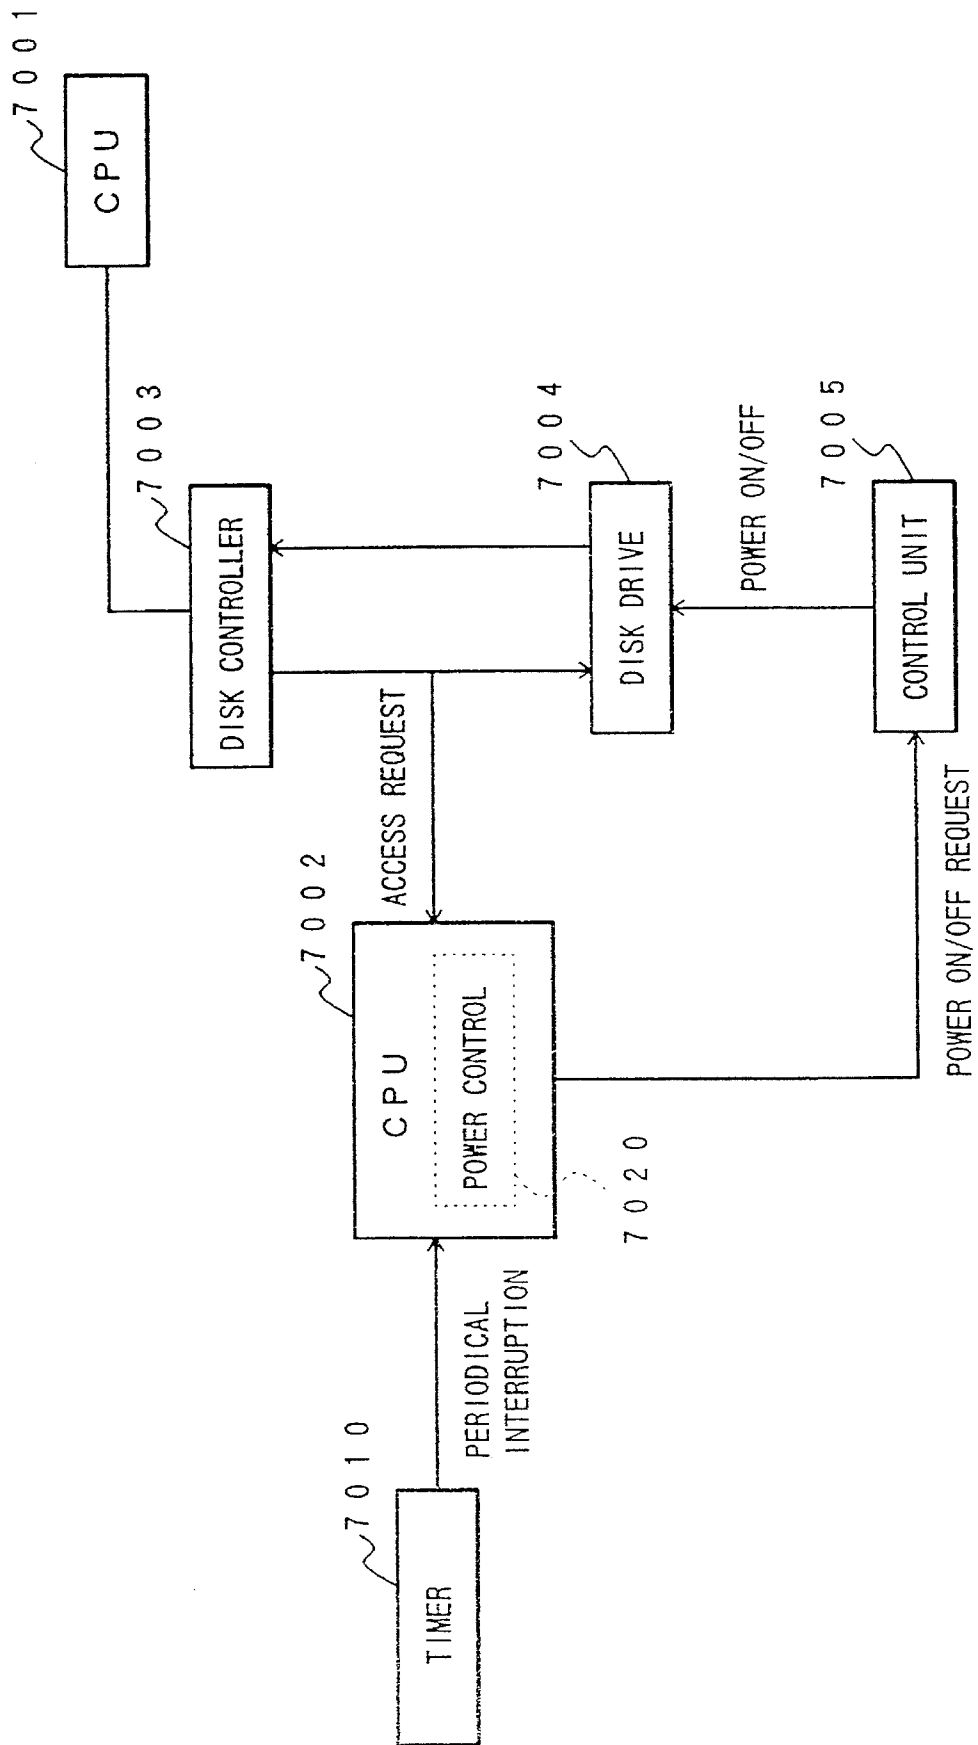 7001
CPU
7003
DISK CONTROLLER
7002
ACCESS REQUEST
CPU
POWER CONTROL
7020
7010
TIMER
PERIODICAL
INTERRUPTION
7004
DISK DRIVE
POWER ON/OFF
7005
CONTROL UNIT
POWER ON/OFF REQUEST